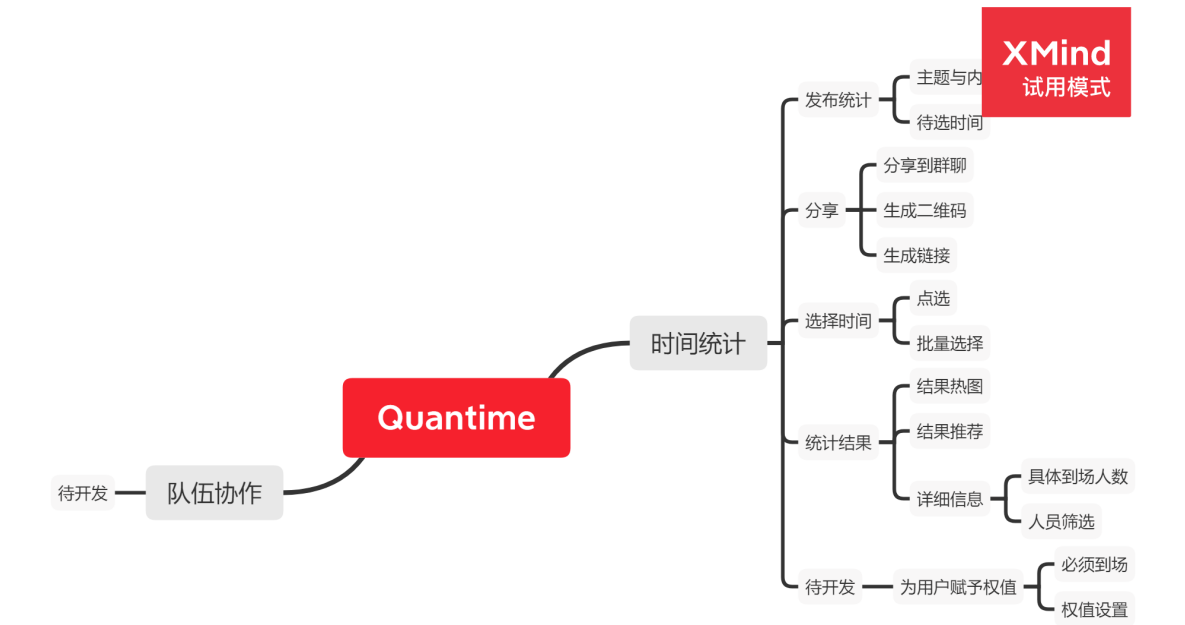 XMind
试用模式
主题与内
发布统计
待选时间
分享到群聊
分享
生成二维码
生成链接
点选
选择时间
批量选择
时间统计
结果热图
Quantime
结果推荐
统计结果
具体到场人数
详细信息
人员筛选
待开发
队伍协作
必须到场
待开发
为用户赋予权值
权值设置